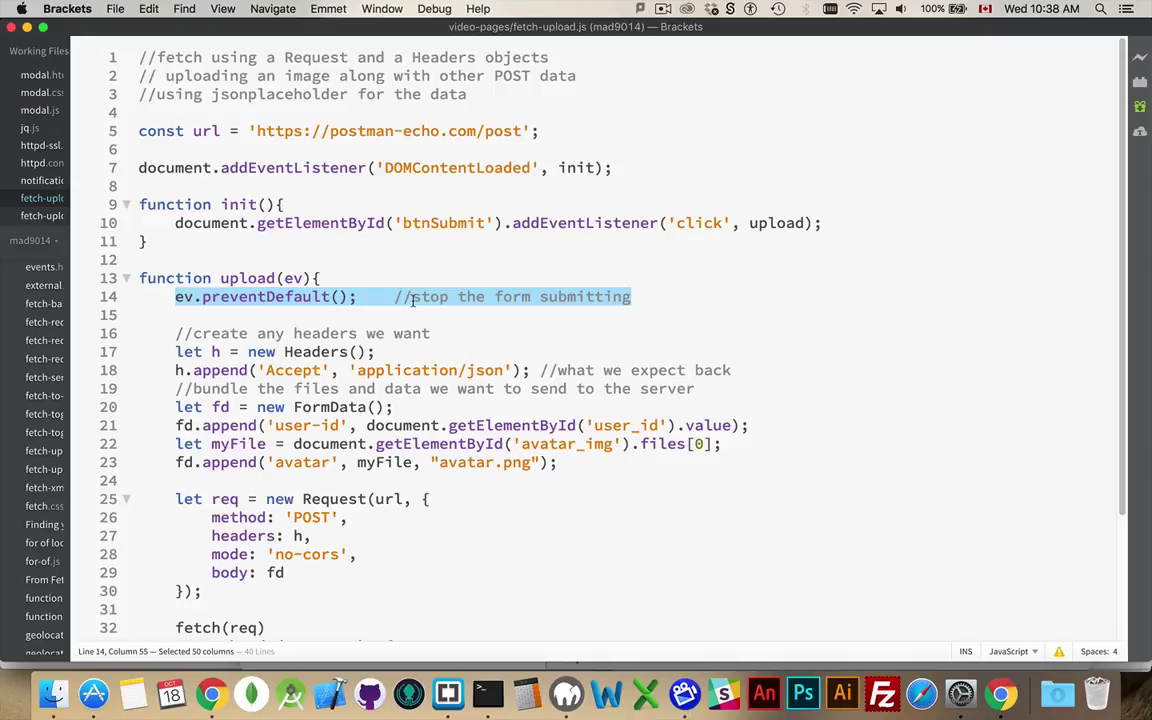 Brackets File Edit Find View Navigate Emmet Window Debug Help 100% Wed 10:38 AM
video-pages/fetch-upload.js (mad9014) — Brackets
Working Files
modal.ht
modal.cs
modal.js
jq.js
httpd-ssl.
httpd.con
notificatio
fetch-uplo
fetch-uplo
mad9014
events.h
external.
fetch-ba
fetch-rec
fetch-rec
fetch-rec
fetch-ser
fetch-to-
fetch-tog
fetch-tog
fetch-up
fetch-up
fetch-xm
fetch.css
Finding y
for of loc
for-of.js
From Fet
function
function
geolocat
geolocat
1 //fetch using a Request and a Headers objects
2 // uploading an image along with other POST data
3 //using jsonplaceholder for the data
4
5 const url = 'https://postman-echo.com/post';
6
7 document.addEventListener('DOMContentLoaded', init);
8
9 function init(){
10 document.getElementById('btnSubmit').addEventListener('click', upload);
11 }
12
13 function upload(ev){
14 ev.preventDefault(); //stop the form submitting
15
16 //create any headers we want
17 let h = new Headers();
18 h.append('Accept', 'application/json'); //what we expect back
19 //bundle the files and data we want to send to the server
20 let fd = new FormData();
21 fd.append('user-id', document.getElementById('user_id').value);
22 let myFile = document.getElementById('avatar_img').files[0];
23 fd.append('avatar', myFile, "avatar.png");
24
25 let req = new Request(url, {
26 method: 'POST',
27 headers: h,
28 mode: 'no-cors',
29 body: fd
30 });
31
32 fetch(req)
Line 14, Column 55 — Selected 50 columns — 40 Lines INS JavaScript Spaces: 4
OCT 18 An Ps Ai Fz